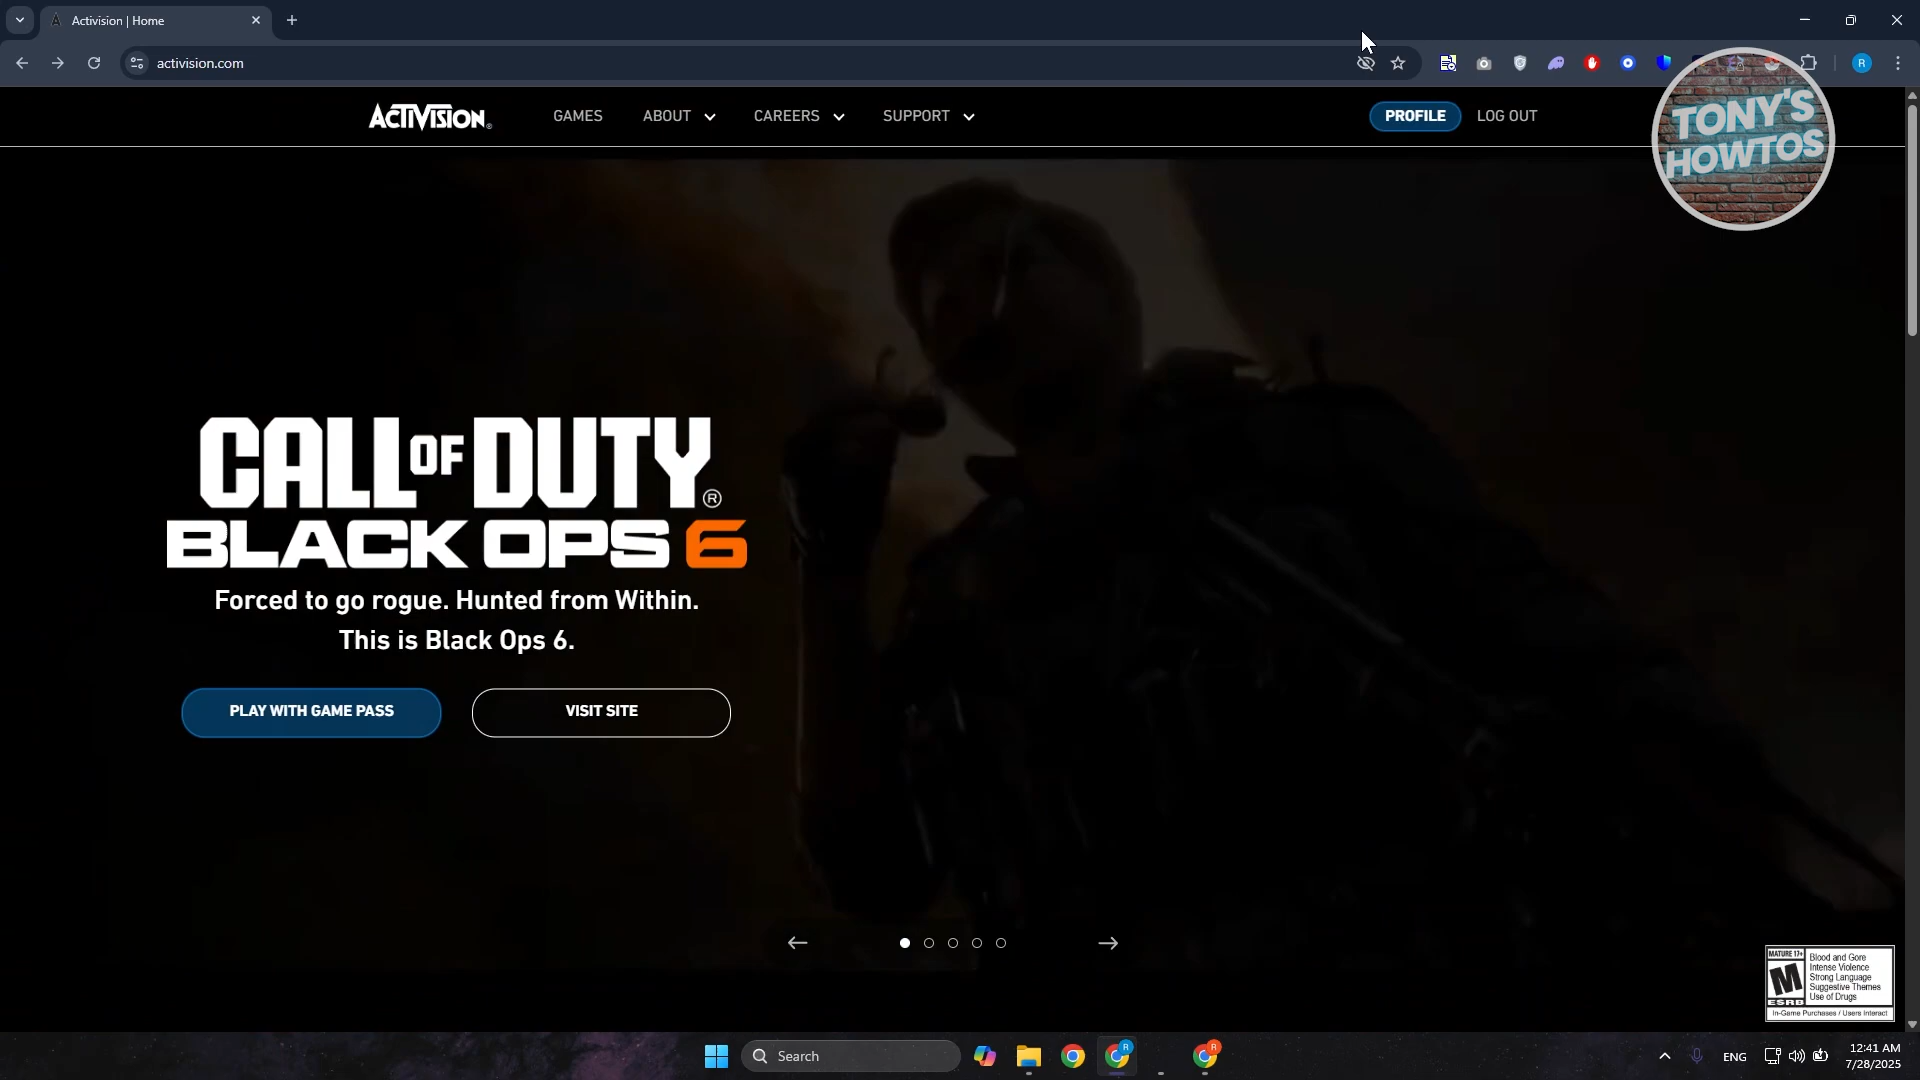 Activision | Home
activision.com
R
ACTIVISION
GAMES
ABOUT
CAREERS
SUPPORT
PROFILE
LOG OUT
TONY'S
HOWTOS
CALL OF DUTY®
BLACK OPS 6
Forced to go rogue. Hunted from Within.
This is Black Ops 6.
PLAY WITH GAME PASS
VISIT SITE
MATURE 17+
M
ESRB
Blood and Gore
Intense Violence
Strong Language
Suggestive Themes
Use of Drugs
In-Game Purchases / Users Interact
Search
R
R
ENG
12:41 AM
7/28/2025